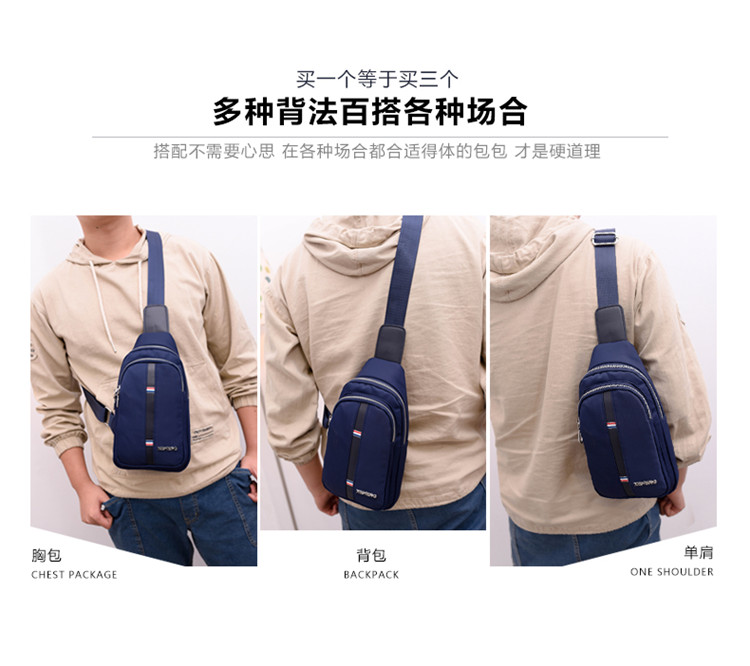 买一个等于买三个
多种背法百搭各种场合
搭配不需要心思 在各种场合都合适得体的包包 才是硬道理
胸包
CHEST PACKAGE
背包
BACKPACK
单肩
ONE SHOULDER